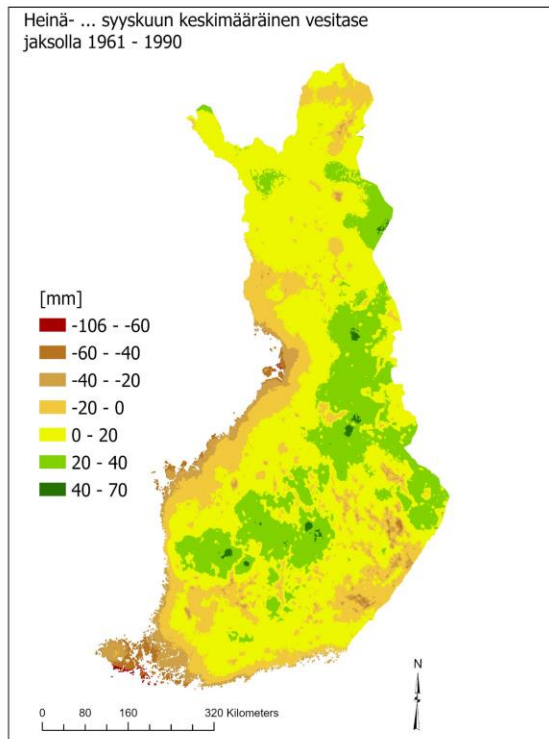 Heinä- ... syyskuun keskimääräinen vesitase
jaksolla 1961 - 1990
[mm]
-106 - -60
-60 - -40
-40 - -20
-20 - 0
0 - 20
20 - 40
40 - 70
N
0 80 160 320 Kilometers